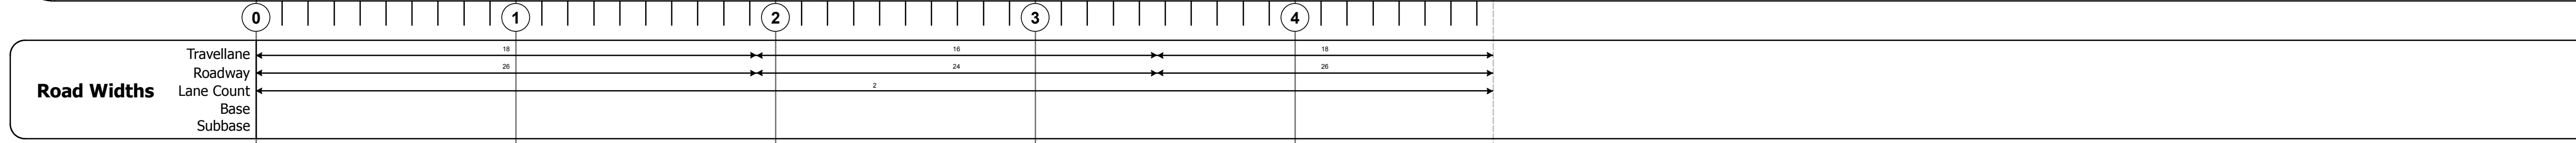 0 1 2 3 4
Travellane 18 16 18
Roadway 26 24 26
Road Widths Lane Count 2
Base
Subbase